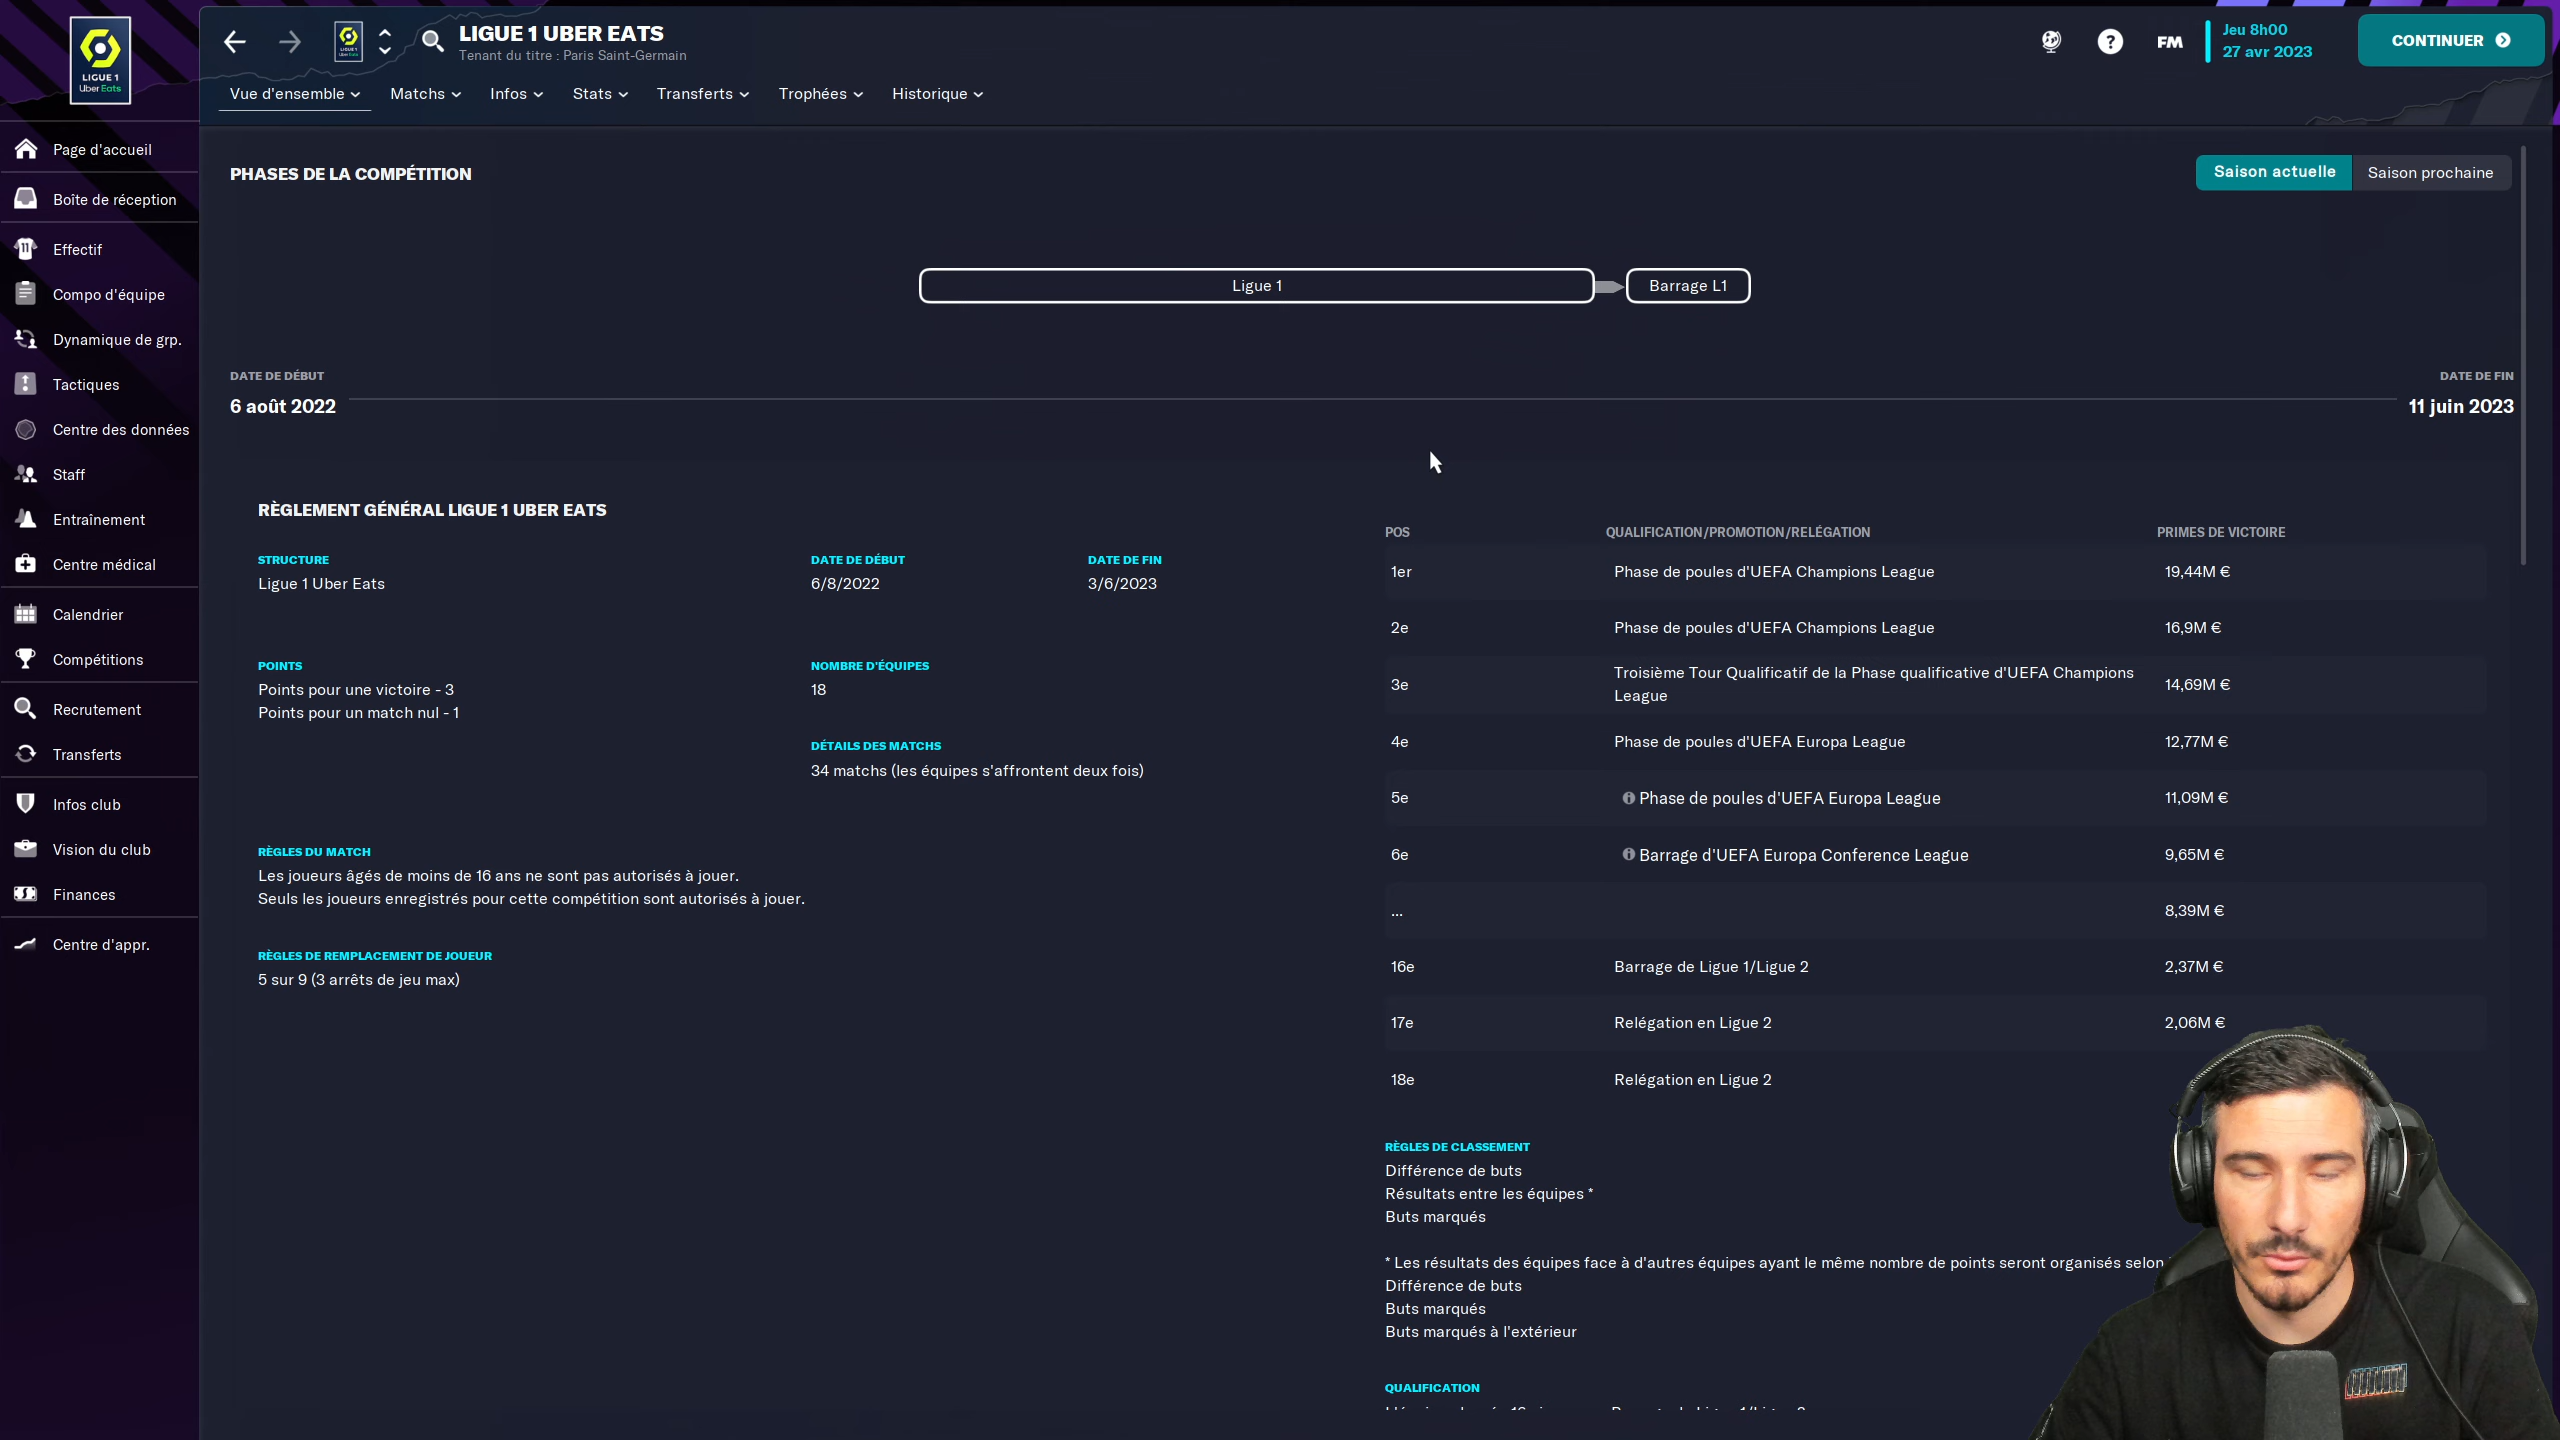 LIGUE 1
Uber Eats
LIGUE 1 UBER EATS
Tenant du titre : Paris Saint-Germain
FM
Jeu 8h00
27 avr 2023
CONTINUER
Vue d'ensemble
Matchs
Infos
Stats
Transferts
Trophées
Historique
Page d'accueil
Boîte de réception
Effectif
Compo d'équipe
Dynamique de grp.
Tactiques
Centre des données
Staff
Entraînement
Centre médical
Calendrier
Compétitions
Recrutement
Transferts
Infos club
Vision du club
Finances
Centre d'appr.
PHASES DE LA COMPÉTITION
Saison actuelle
Saison prochaine
Ligue 1
Barrage L1
DATE DE DÉBUT
6 août 2022
DATE DE FIN
11 juin 2023
RÈGLEMENT GÉNÉRAL LIGUE 1 UBER EATS
STRUCTURE
Ligue 1 Uber Eats
DATE DE DÉBUT
6/8/2022
DATE DE FIN
3/6/2023
POINTS
Points pour une victoire - 3
Points pour un match nul - 1
NOMBRE D'ÉQUIPES
18
DÉTAILS DES MATCHS
34 matchs (les équipes s'affrontent deux fois)
RÈGLES DU MATCH
Les joueurs âgés de moins de 16 ans ne sont pas autorisés à jouer.
Seuls les joueurs enregistrés pour cette compétition sont autorisés à jouer.
RÈGLES DE REMPLACEMENT DE JOUEUR
5 sur 9 (3 arrêts de jeu max)
POS QUALIFICATION/PROMOTION/RELÉGATION PRIMES DE VICTOIRE
1er Phase de poules d'UEFA Champions League 19,44M €
2e Phase de poules d'UEFA Champions League 16,9M €
3e Troisième Tour Qualificatif de la Phase qualificative d'UEFA Champions
League 14,69M €
4e Phase de poules d'UEFA Europa League 12,77M €
5e Phase de poules d'UEFA Europa League 11,09M €
6e Barrage d'UEFA Europa Conference League 9,65M €
... 8,39M €
16e Barrage de Ligue 1/Ligue 2 2,37M €
17e Relégation en Ligue 2 2,06M €
18e Relégation en Ligue 2
RÈGLES DE CLASSEMENT
Différence de buts
Résultats entre les équipes *
Buts marqués
* Les résultats des équipes face à d'autres équipes ayant le même nombre de points seront organisés selon
Différence de buts
Buts marqués
Buts marqués à l'extérieur
QUALIFICATION